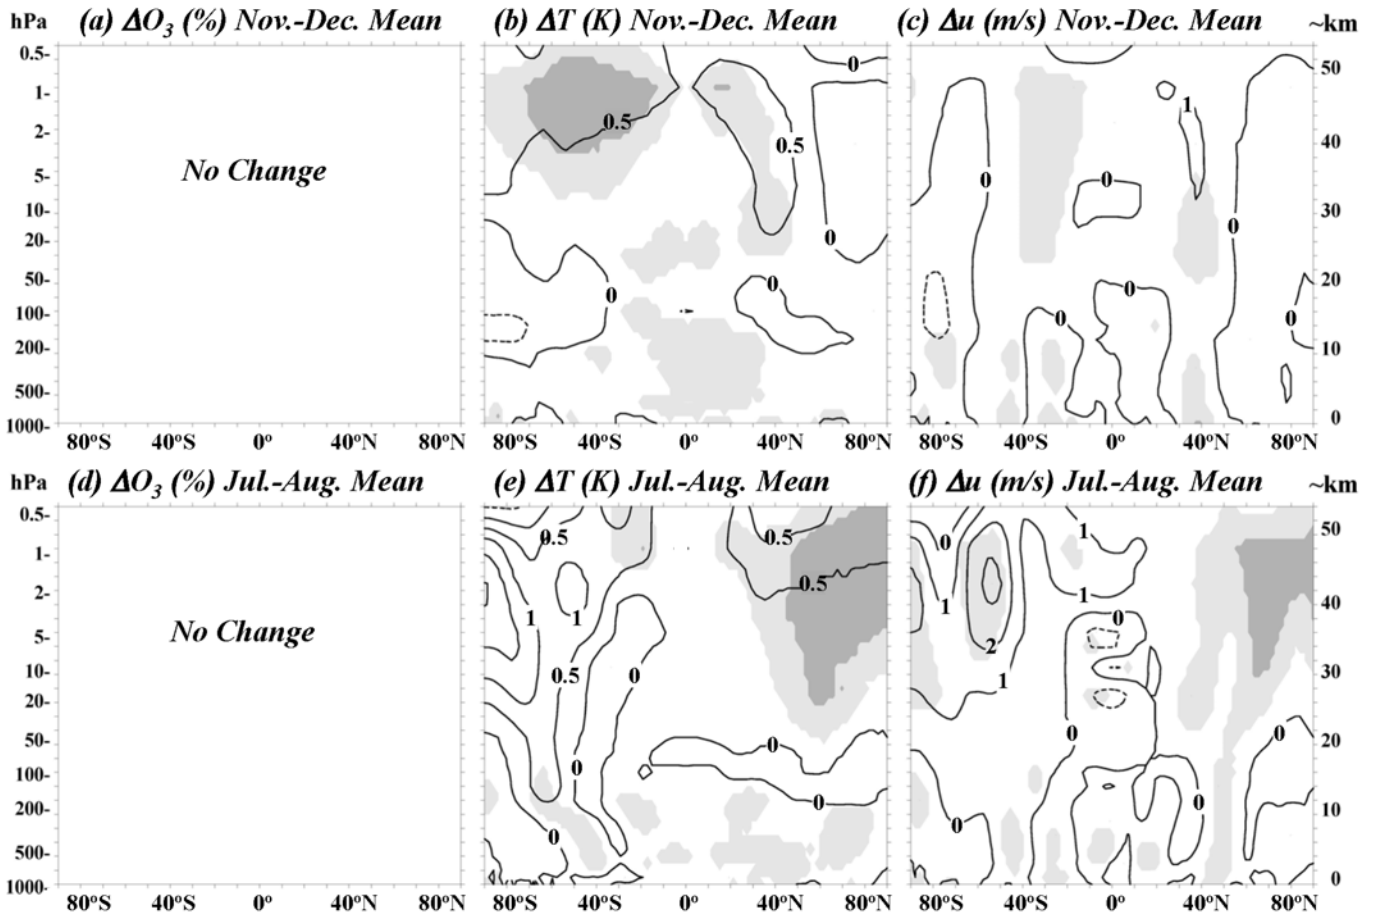 hPa (a) ΔO3 (%) Nov.-Dec. Mean (b) ΔT (K) Nov.-Dec. Mean (c) Δu (m/s) Nov.-Dec. Mean ~km
0.5- 0 50
1- 1
2- 0.5 0.5 40
No Change
5- 0 0
10- 30
20- 0 0
50- 0 0 0 20
100- 0 0
200- 10
500-
1000- 0
80°S 40°S 0° 40°N 80°N 80°S 40°S 0° 40°N 80°N 80°S 40°S 0° 40°N 80°N
hPa (d) ΔO3 (%) Jul.-Aug. Mean (e) ΔT (K) Jul.-Aug. Mean (f) Δu (m/s) Jul.-Aug. Mean ~km
0.5- 0.5 0.5 0 1 50
1-
2- 0.5 1 1 40
No Change 1 1 0
5- 2
10- 0.5 0 1 30
20-
50- 0 0 0 20
100- 0
200- 0 0 10
500- 0 0
1000- 0
80°S 40°S 0° 40°N 80°N 80°S 40°S 0° 40°N 80°N 80°S 40°S 0° 40°N 80°N